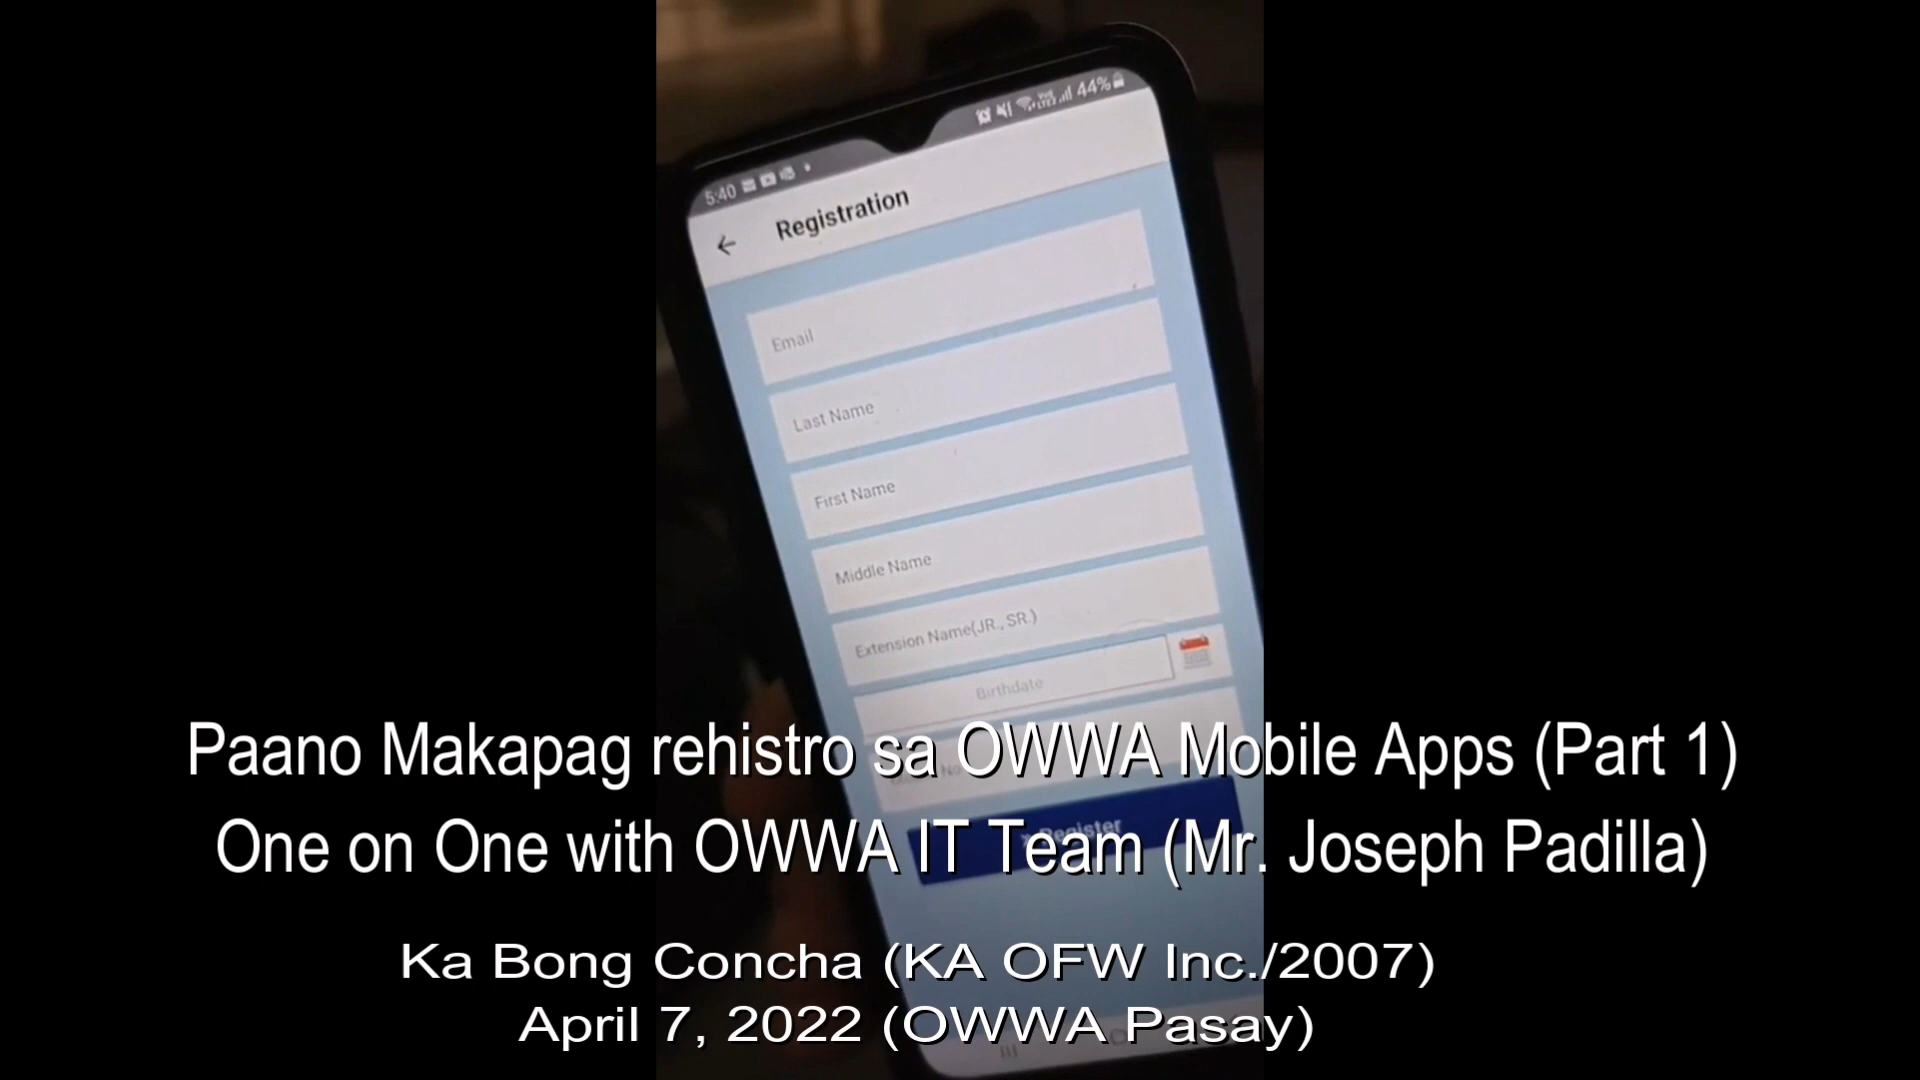 5:40
44%
Registration
Email
Last Name
First Name
Middle Name
Extension Name(JR., SR.)
Birthdate
Register
Paano Makapag rehistro sa OWWA Mobile Apps (Part 1)
One on One with OWWA IT Team (Mr. Joseph Padilla)
Ka Bong Concha (KA OFW Inc./2007)
April 7, 2022 (OWWA Pasay)